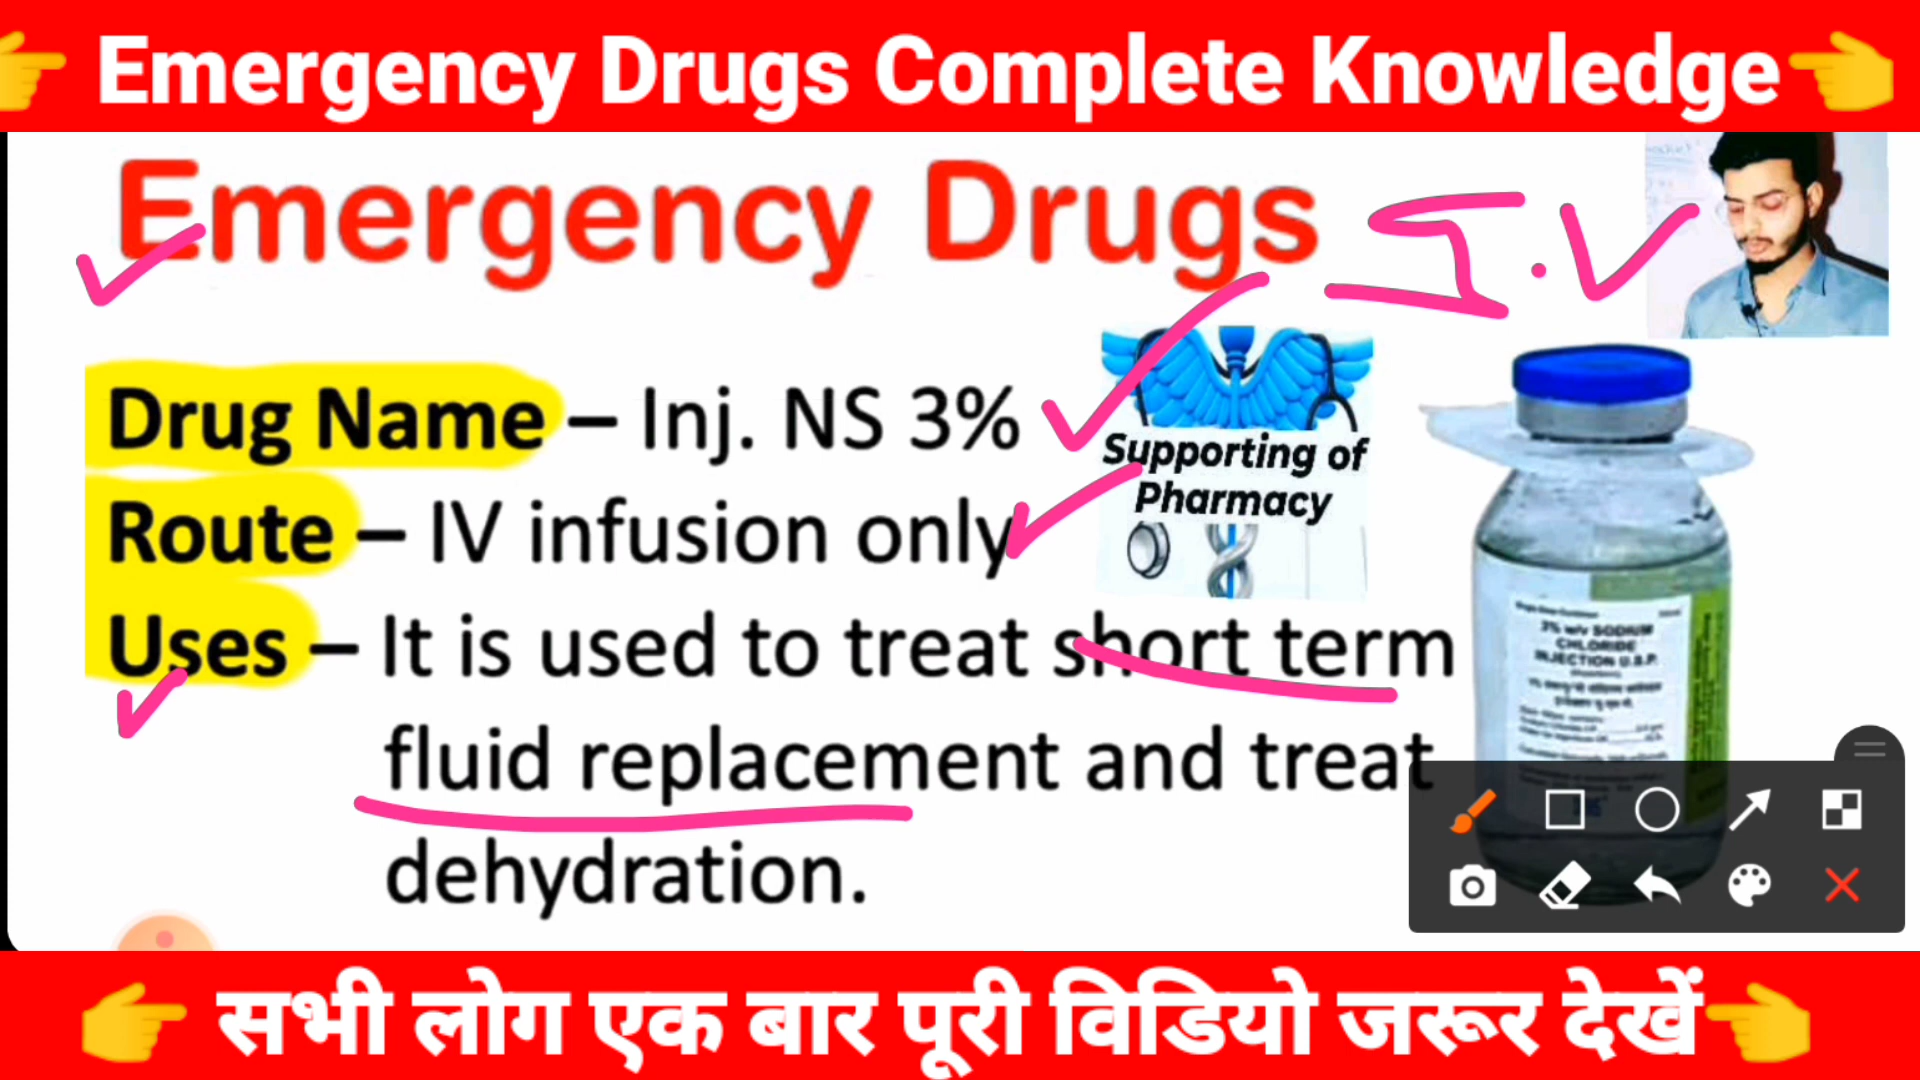 Emergency Drugs Complete Knowledge
Emergency Drugs
I.V
Drug Name – Inj. NS 3%
Route – IV infusion only
Supporting of
Pharmacy
Uses – It is used to treat short term
fluid replacement and treat
dehydration.
3% w/v SODIUM
CHLORIDE
INJECTION U.S.P.
सभी लोग एक बार पूरी विडियो जरूर देखें